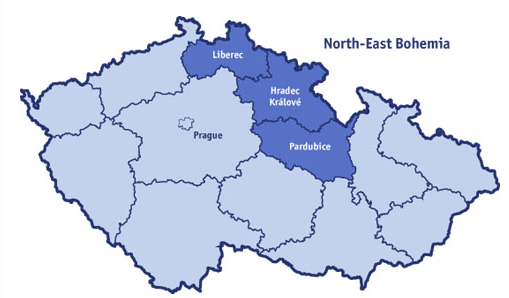 North-East Bohemia
Liberec
Hradec
Králové
Prague
Pardubice